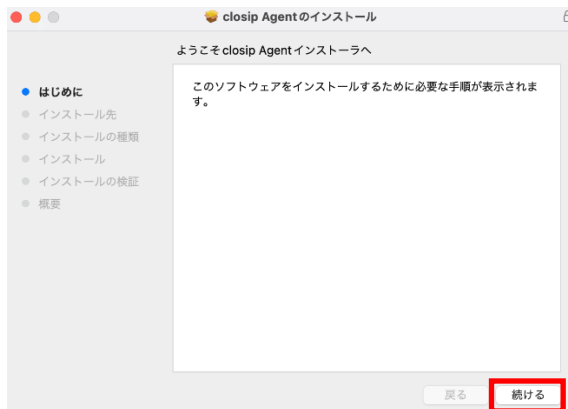 closip Agentのインストール
ようこそclosip Agentインストーラへ
このソフトウェアをインストールするために必要な手順が表示されま
す。
はじめに
インストール先
インストールの種類
インストール
インストールの検証
概要
戻る
続ける